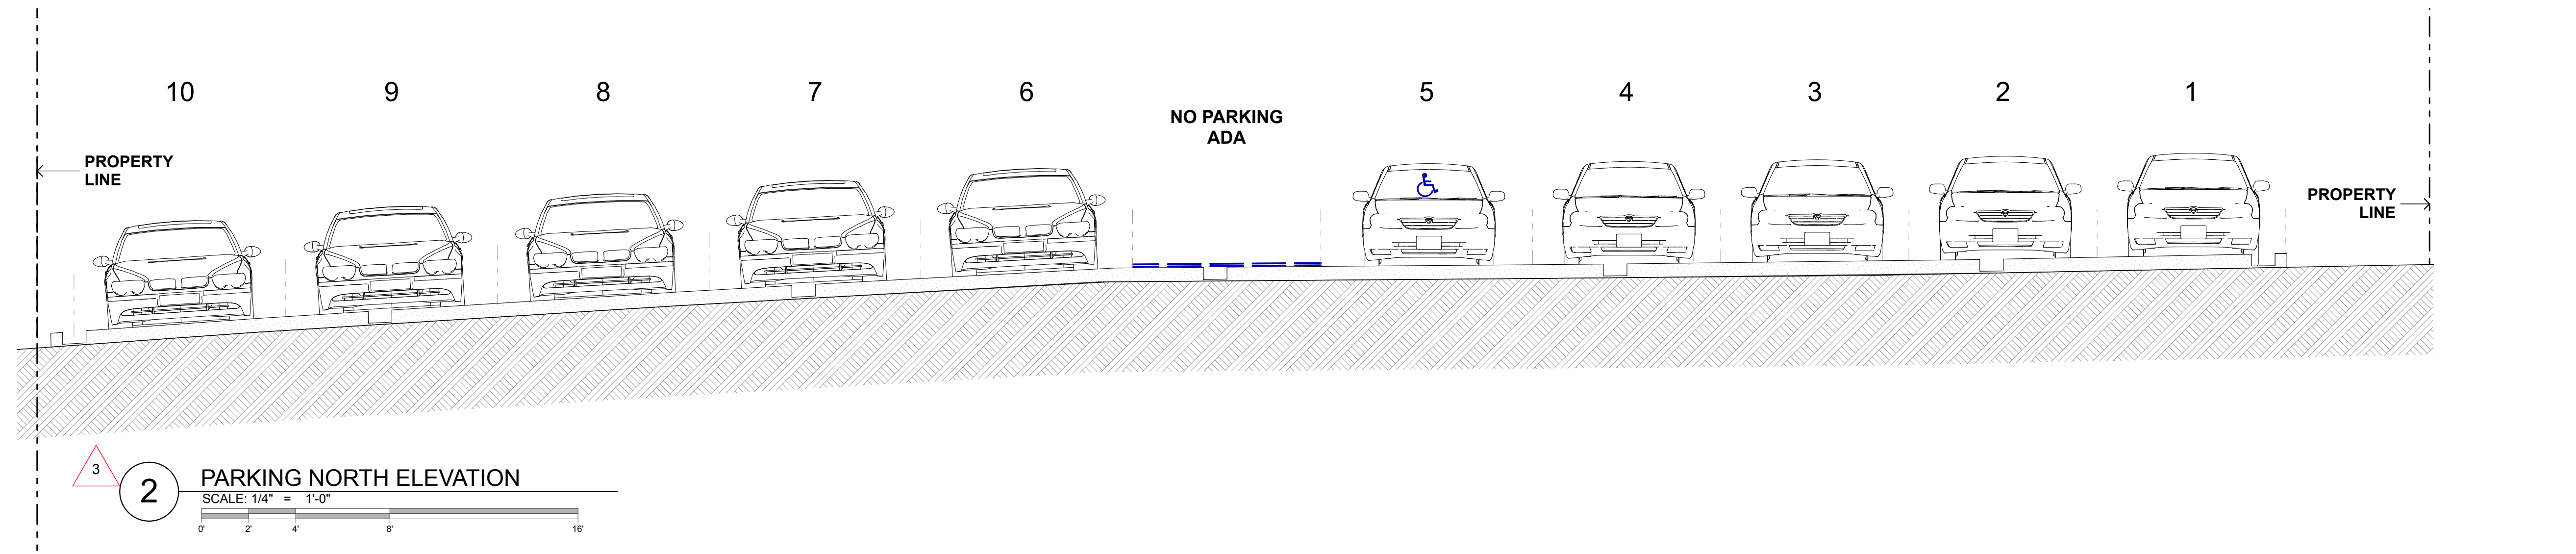 10 9 8 7 6 5 4 3 2 1
NO PARKING
ADA
PROPERTY
LINE
PROPERTY
LINE
3
2
PARKING NORTH ELEVATION
SCALE: 1/4" = 1'-0"
0' 2' 4' 8' 16'